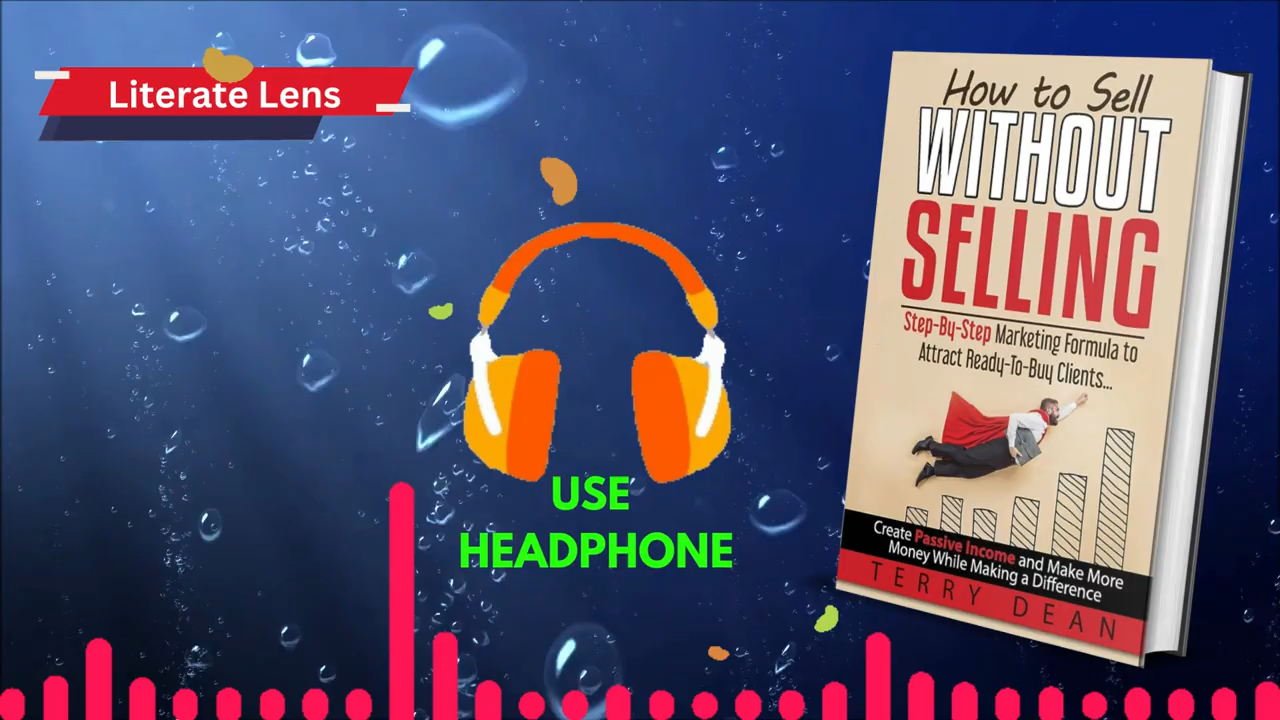 Literate Lens
USE
HEADPHONE
How to Sell
WITHOUT
SELLING
Step-By-Step Marketing Formula to
Attract Ready-To-Buy Clients...
Create Passive Income and Make More
Money While Making a Difference
TERRY DEAN